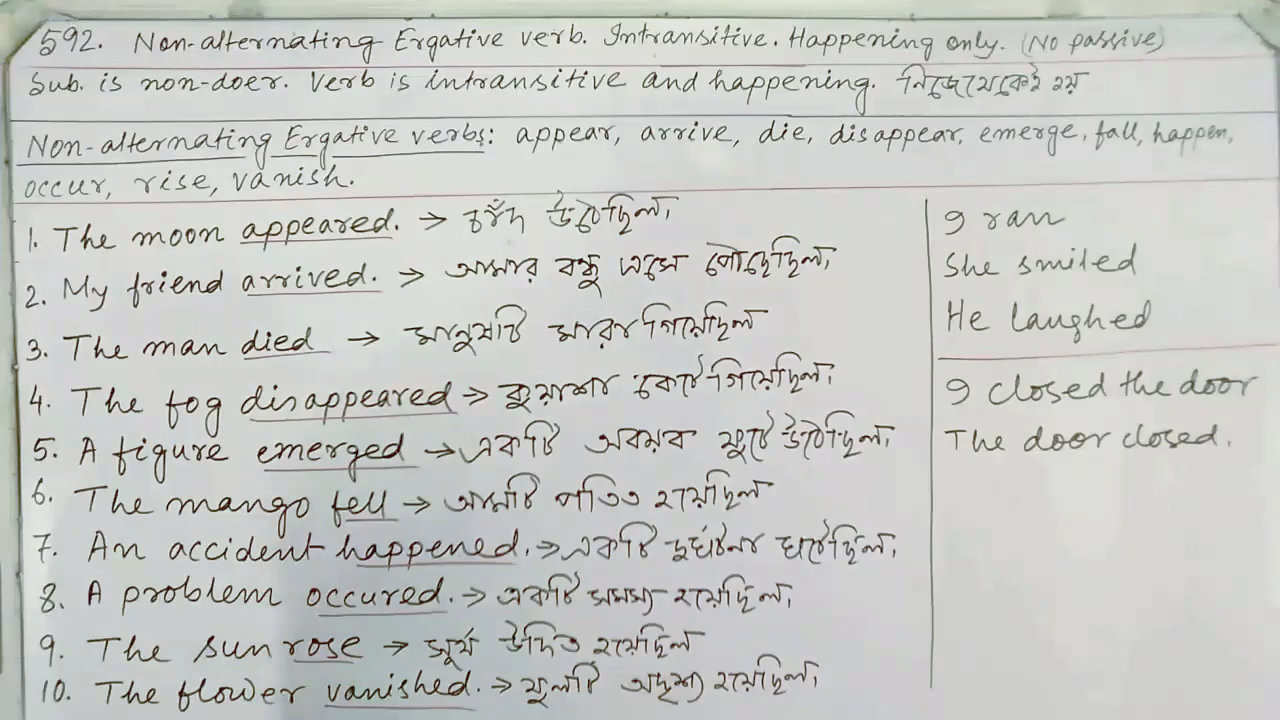 592. Non-alternating Ergative verb. Intransitive. Happening only. (No passive)
Sub. is non-doer. Verb is intransitive and happening. নিজে থেকেই হয়
Non-alternating Ergative verbs: appear, arrive, die, disappear, emerge, fall, happen,
occur, rise, vanish.
1. The moon appeared. → চাঁদ উঠেছিল।
2. My friend arrived. → আমার বন্ধু এসে পৌছেছিল।
3. The man died → মানুষটি মারা গিয়েছিল
4. The fog disappeared → কুয়াশা কেটে গিয়েছিল।
5. A figure emerged → একটি অবয়ব ফুটে উঠেছিল।
6. The mango fell → আমটি পতিত হয়েছিল
7. An accident happened. → একটি দুর্ঘটনা ঘটেছিল।
8. A problem occured. → একটি সমস্যা হয়েছিল।
9. The sun rose → সূর্য উদিত হয়েছিল
10. The flower vanished. → ফুলটি অদৃশ্য হয়েছিল।
I ran
She smiled
He laughed
I closed the door
The door closed.